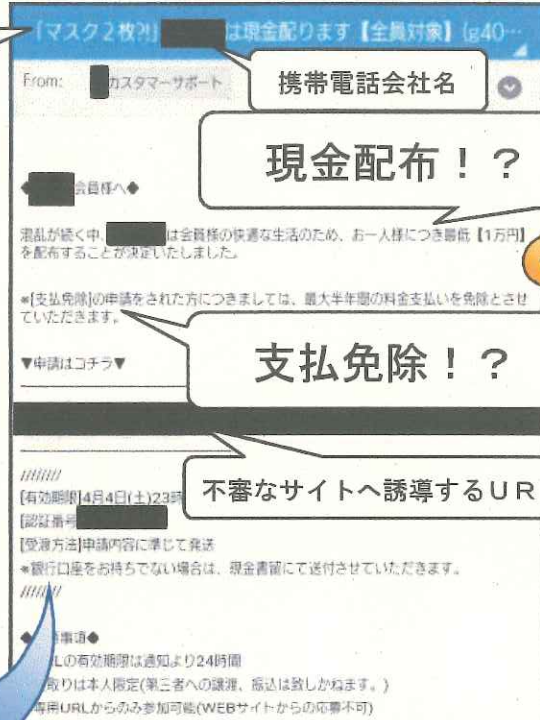 「マスク２枚?!」
は現金配ります【全員対象】(g40…
From:
カスタマーサポート
携帯電話会社名
現金配布！？
会員様へ◆
混乱が続く中、
は会員様の快適な生活のため、お一人様につき最低【1万円】
を配布することが決定いたしました。
※[支払免除]の申請をされた方につきましては、最大半年間の料金支払いを免除とさせ
ていただきます。
支払免除！？
▼申請はコチラ▼
不審なサイトへ誘導するＵＲ
///////
[有効期限]4月4日(土)23時
[認証番号
[受渡方法]申請内容に準じて発送
※銀行口座をお持ちでない場合は、現金書留にて送付させていただきます。
///////
事項◆
Lの有効期限は通知より24時間
取りは本人限定(第三者への譲渡、振込は致しかねます。)
専用URLからのみ参加可能(WEBサイトからの応募不可)